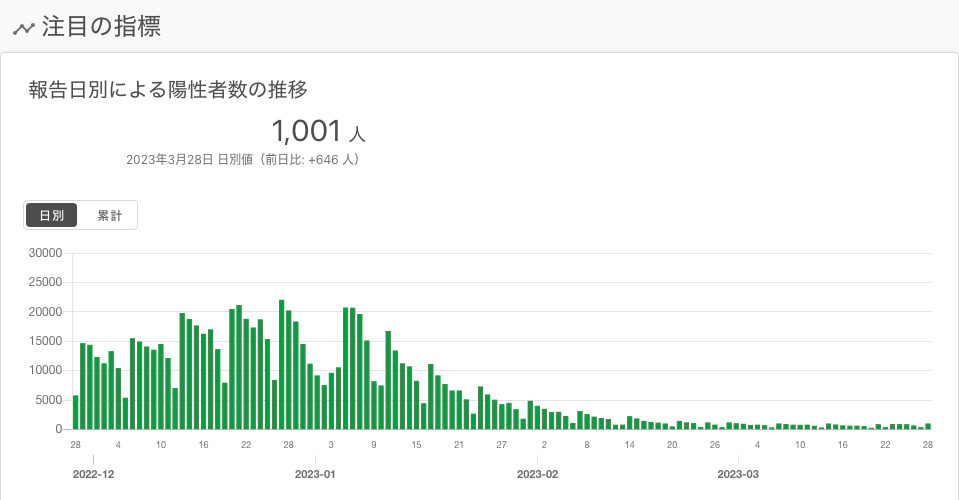 注目の指標
報告日別による陽性者数の推移
1,001 人
2023年3月28日 日別値（前日比: +646 人）
日別 累計
30000
25000
20000
15000
10000
5000
0
28 4 10 16 22 28 3 9 15 21 27 2 8 14 20 26 4 10 16 22 28
2022-12 2023-01 2023-02 2023-03